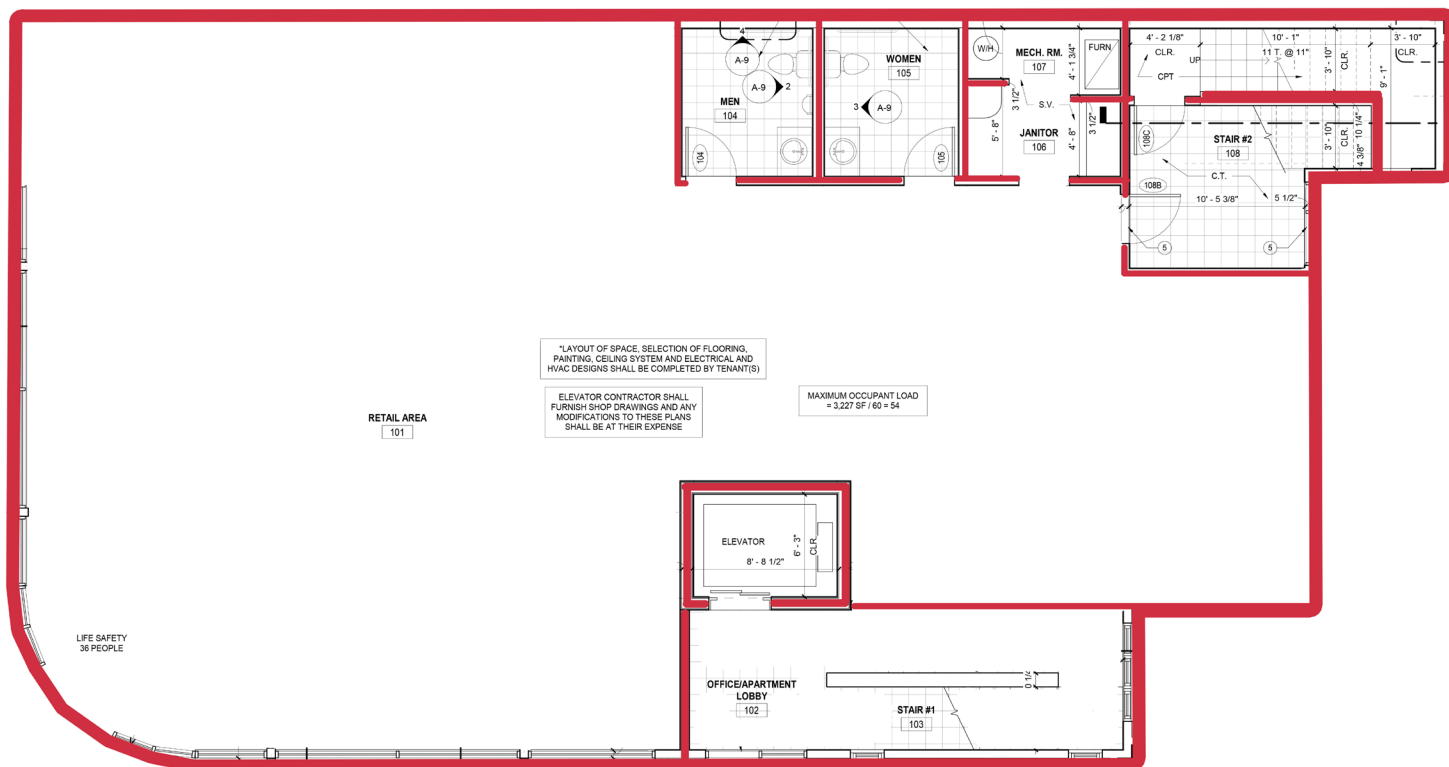 4
A-9
A-9
2
MEN
104
104
WOMEN
105
3
A-9
105
W/H
MECH. RM.
107
4' - 1 3/4"
FURN
3 1/2"
S.V.
5' - 8"
JANITOR
106
4' - 8"
3 1/2"
4' - 2 1/8"
CLR.
CPT
UP
10' - 1"
11 T. @ 11"
3' - 10"
CLR.
3' - 10"
CLR.
9' - 1"
108C
STAIR #2
108
3' - 10"
CLR.
4 3/8"
10 1/4"
C.T.
108B
10' - 5 3/8"
5 1/2"
5
5
*LAYOUT OF SPACE, SELECTION OF FLOORING,
PAINTING, CEILING SYSTEM AND ELECTRICAL AND
HVAC DESIGNS SHALL BE COMPLETED BY TENANT(S)
ELEVATOR CONTRACTOR SHALL
FURNISH SHOP DRAWINGS AND ANY
MODIFICATIONS TO THESE PLANS
SHALL BE AT THEIR EXPENSE
MAXIMUM OCCUPANT LOAD
= 3,227 SF / 60 = 54
RETAIL AREA
101
ELEVATOR
8' - 8 1/2"
6' - 3"
CLR.
LIFE SAFETY
36 PEOPLE
OFFICE/APARTMENT
LOBBY
102
STAIR #1
103